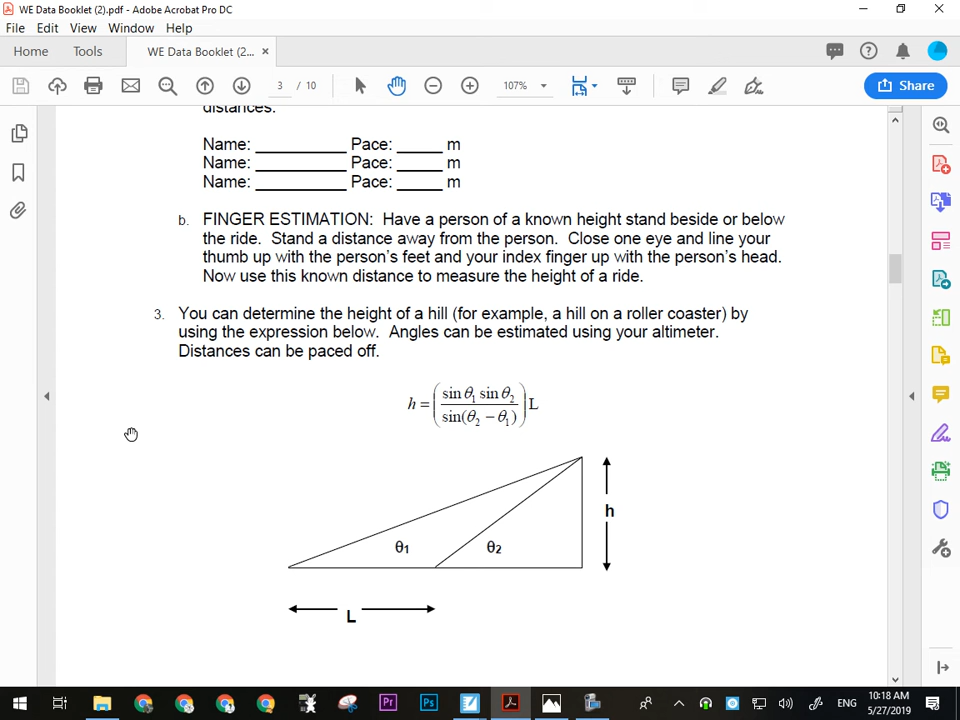 WE Data Booklet (2).pdf - Adobe Acrobat Pro DC
File Edit View Window Help
Home Tools WE Data Booklet (2... ×
3 / 10 107% Share
distances.
Name: __________ Pace: _____ m
Name: __________ Pace: _____ m
Name: __________ Pace: _____ m
b. FINGER ESTIMATION: Have a person of a known height stand beside or below
the ride. Stand a distance away from the person. Close one eye and line your
thumb up with the person's feet and your index finger up with the person's head.
Now use this known distance to measure the height of a ride.
3. You can determine the height of a hill (for example, a hill on a roller coaster) by
using the expression below. Angles can be estimated using your altimeter.
Distances can be paced off.
h = (sin θ₁ sin θ₂ / sin(θ₂ − θ₁)) L
h
θ1 θ2
L
ENG
10:18 AM
5/27/2019